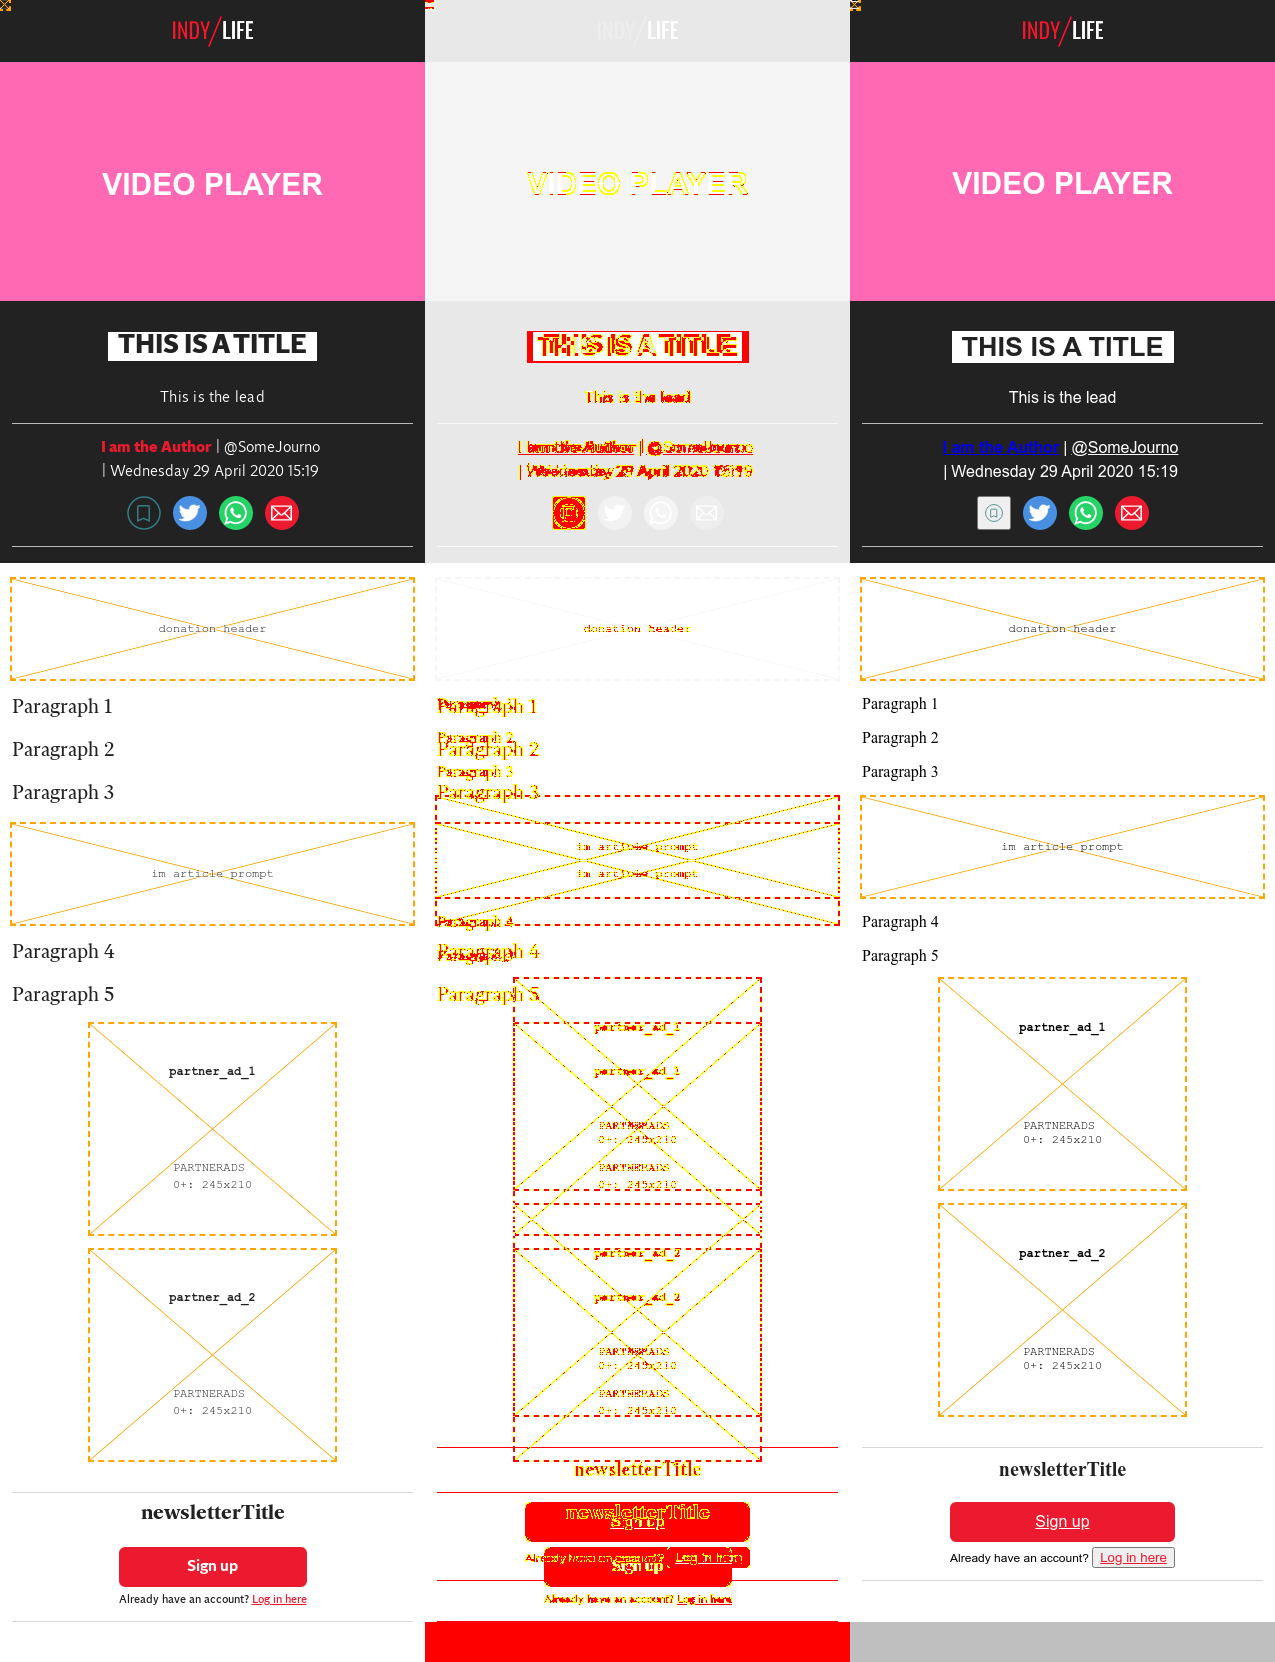 INDY/LIFE
VIDEO PLAYER
THIS IS A TITLE
This is the lead
I am the Author | @SomeJourno
| Wednesday 29 April 2020 15:19
donation header
Paragraph 1
Paragraph 2
Paragraph 3
im article prompt
Paragraph 4
Paragraph 5
partner_ad_1
PARTNERADS
0+: 245x210
partner_ad_2
PARTNERADS
0+: 245x210
newsletterTitle
Sign up
Already have an account? Log in here
INDY/LIFE
VIDEO PLAYER
THIS IS A TITLE
This is the lead
I am the Author | @SomeJourno
| Wednesday 29 April 2020 15:19
donation header
Paragraph 1
Paragraph 2
Paragraph 2
Paragraph 3
Paragraph 3
im article prompt
im article prompt
Paragraph 4
Paragraph 4
Paragraph 5
partner_ad_1
partner_ad_1
PARTNERADS
0+: 245x210
PARTNERADS
0+: 245x210
partner_ad_2
partner_ad_2
PARTNERADS
0+: 245x210
PARTNERADS
0+: 245x210
newsletterTitle
newsletterTitle
Sign up
Already have an account? Log in here
Sign up
Already have an account? Log in here
INDY/LIFE
VIDEO PLAYER
THIS IS A TITLE
This is the lead
I am the Author | @SomeJourno
| Wednesday 29 April 2020 15:19
donation header
Paragraph 1
Paragraph 2
Paragraph 3
im article prompt
Paragraph 4
Paragraph 5
partner_ad_1
PARTNERADS
0+: 245x210
partner_ad_2
PARTNERADS
0+: 245x210
newsletterTitle
Sign up
Already have an account? Log in here